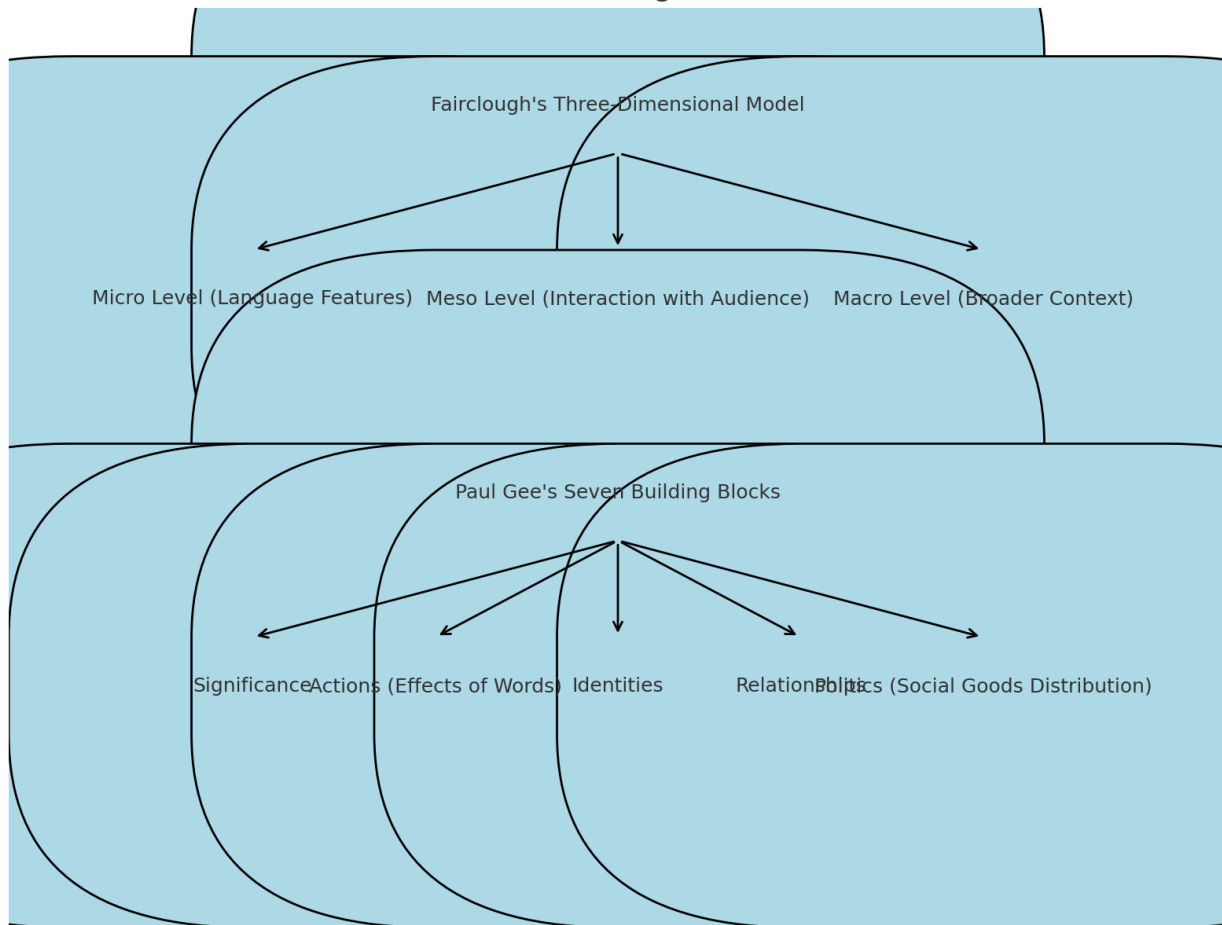 Fairclough's Three-Dimensional Model
Micro Level (Language Features) Meso Level (Interaction with Audience) Macro Level (Broader Context)
Paul Gee's Seven Building Blocks
Significance Actions (Effects of Words) Identities Relationships Politics (Social Goods Distribution)